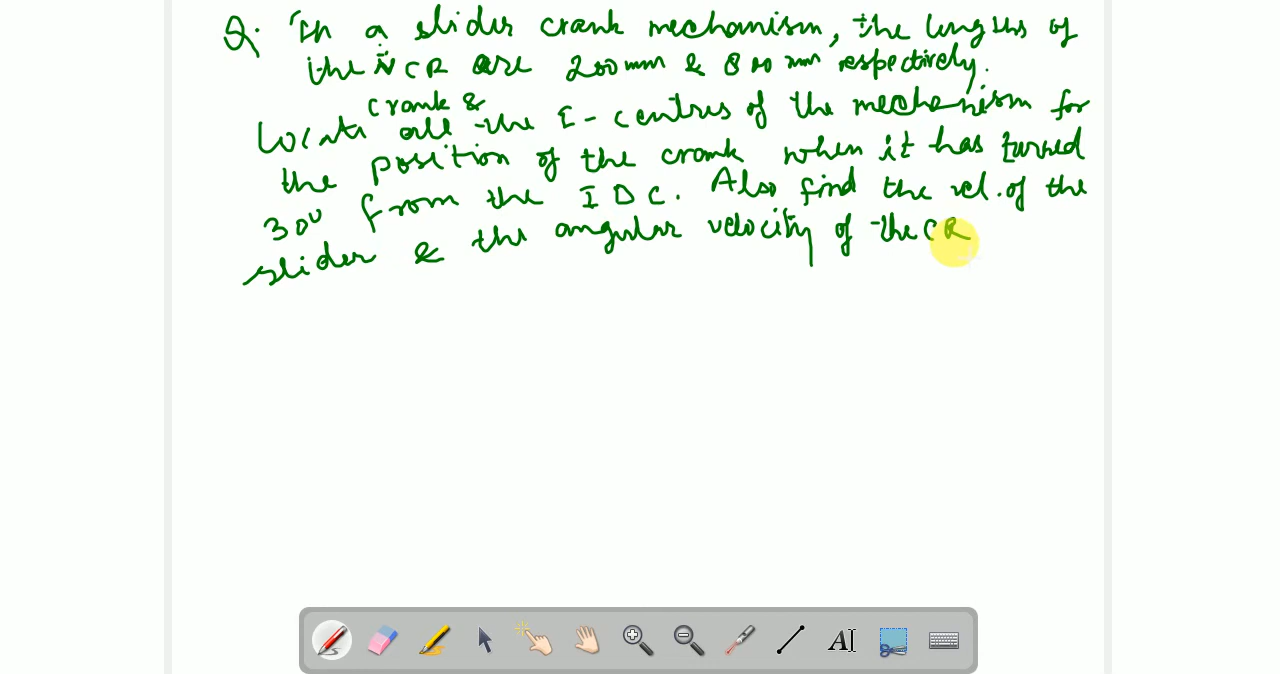 Q. In a slider crank mechanism, the lengths of
the CR are 200mm & 800 mm respectively.
crank &
Locate all the I-centres of the mechanism for
the position of the crank when it has turned
30° from the IDC. Also find the vel. of the
slider & the angular velocity of the CR
A